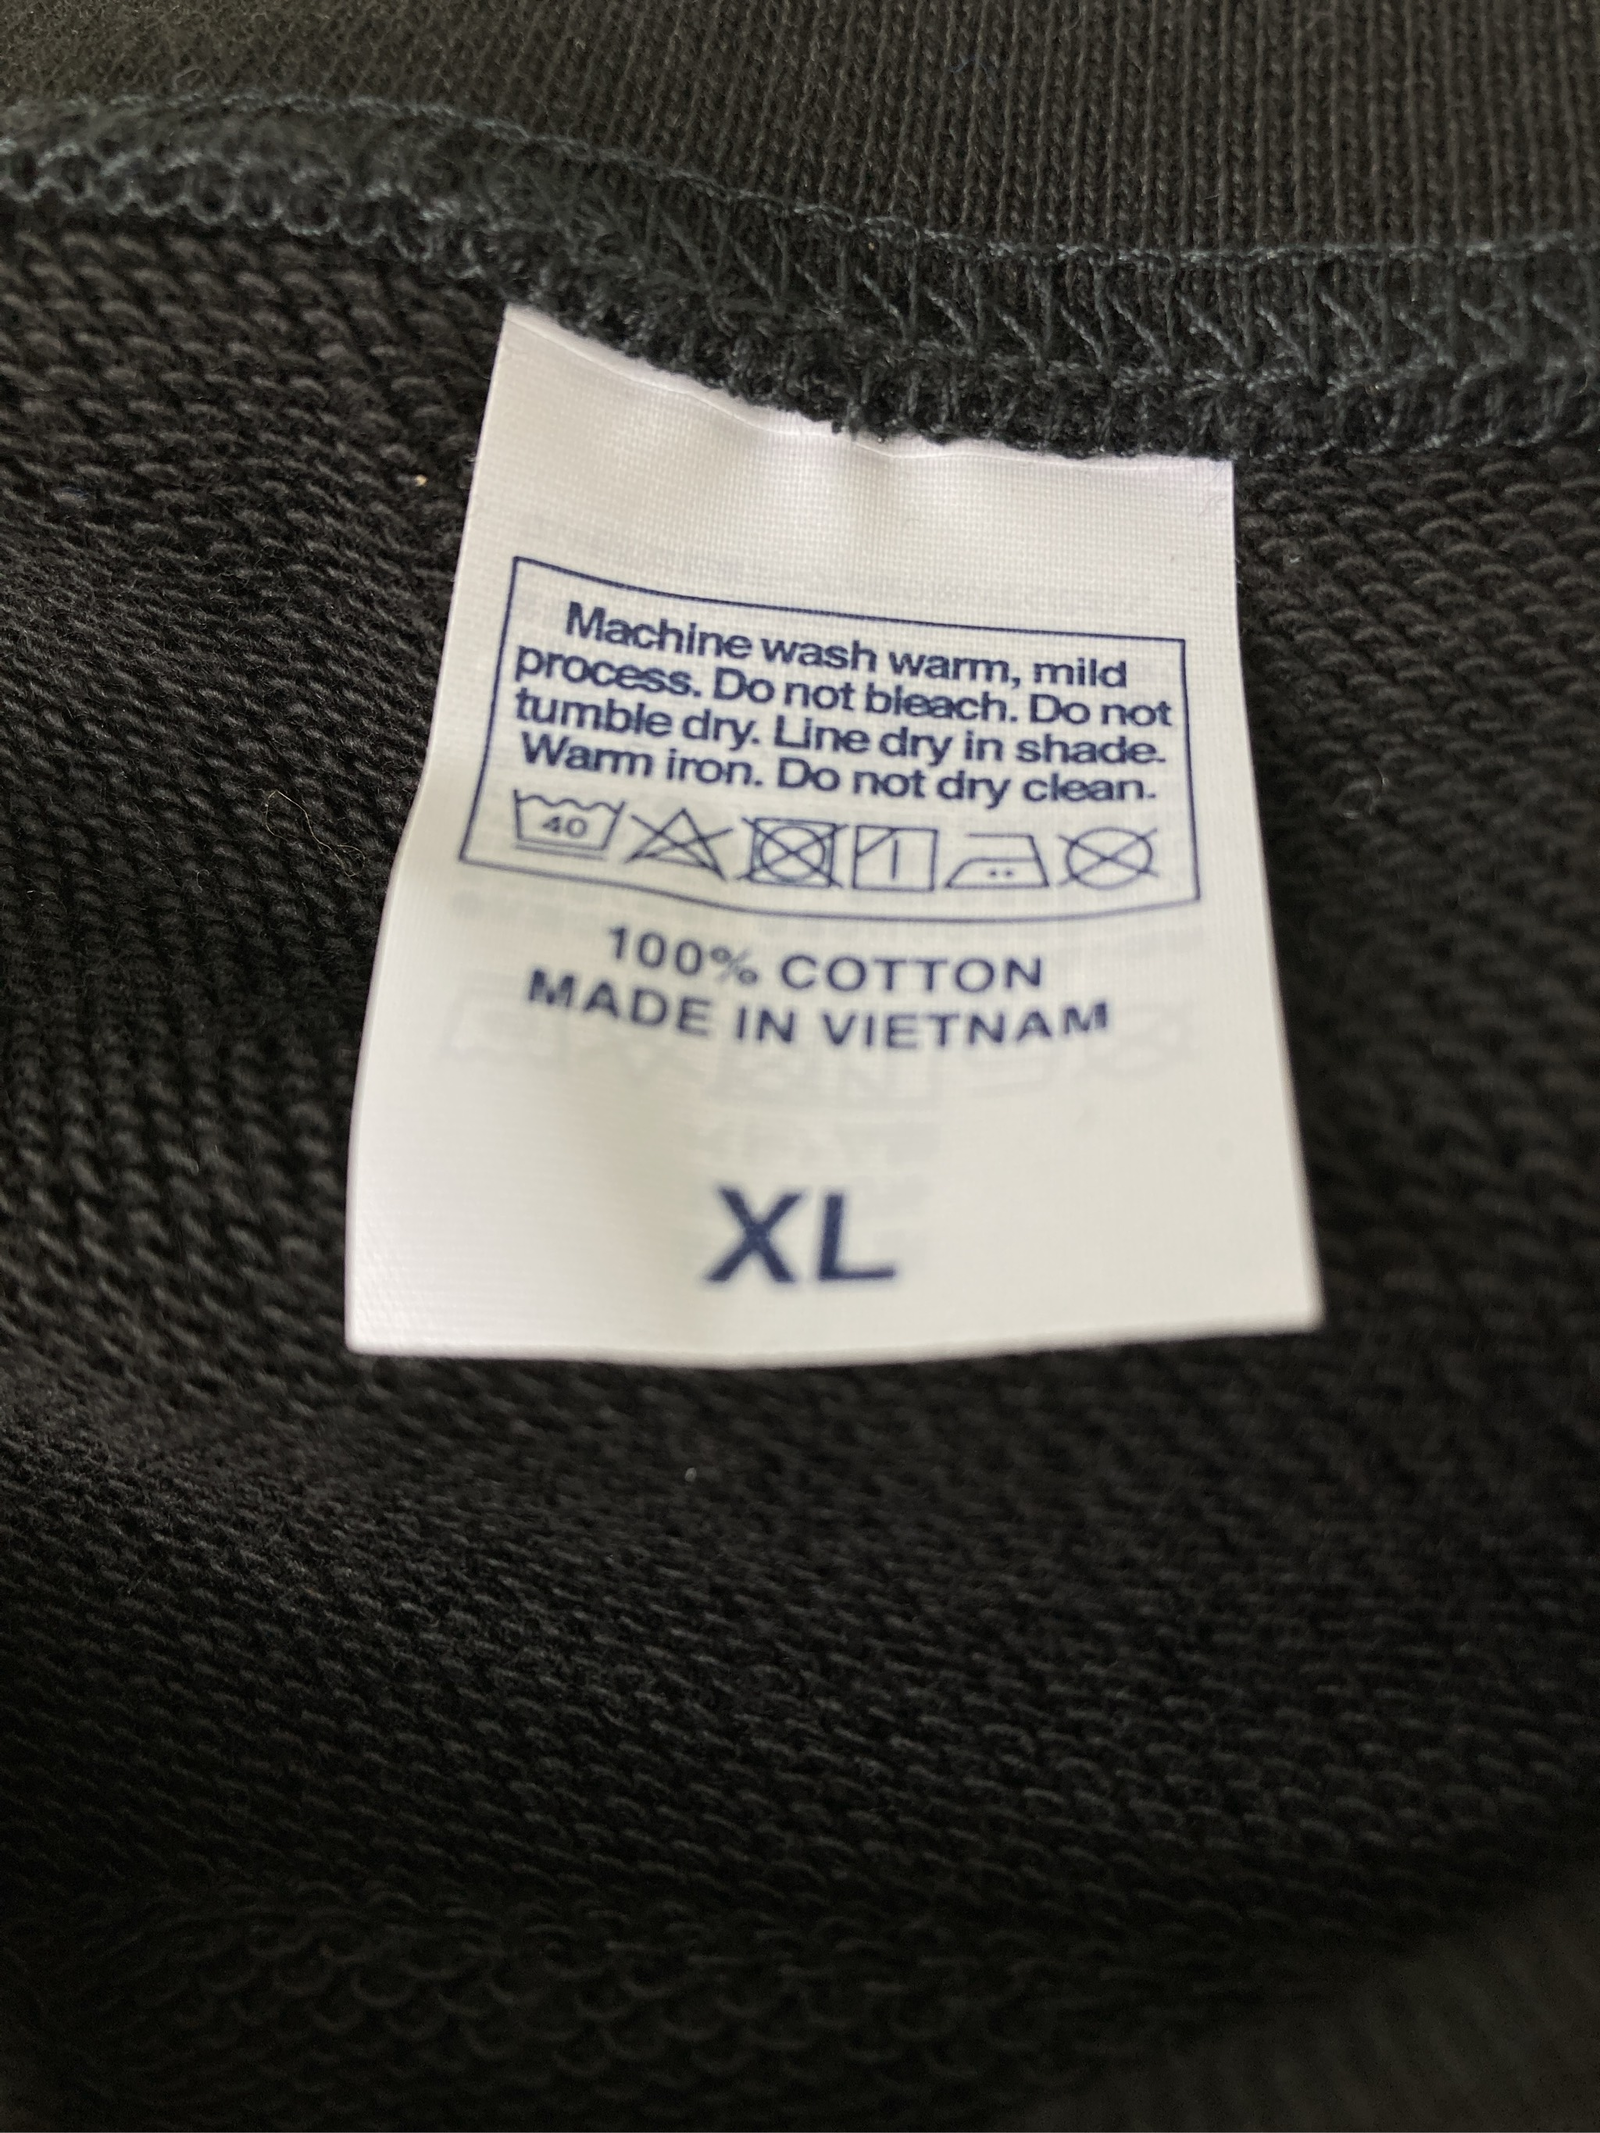 Machine wash warm, mild
process. Do not bleach. Do not
tumble dry. Line dry in shade.
Warm iron. Do not dry clean.
40
100% COTTON
MADE IN VIETNAM
XL